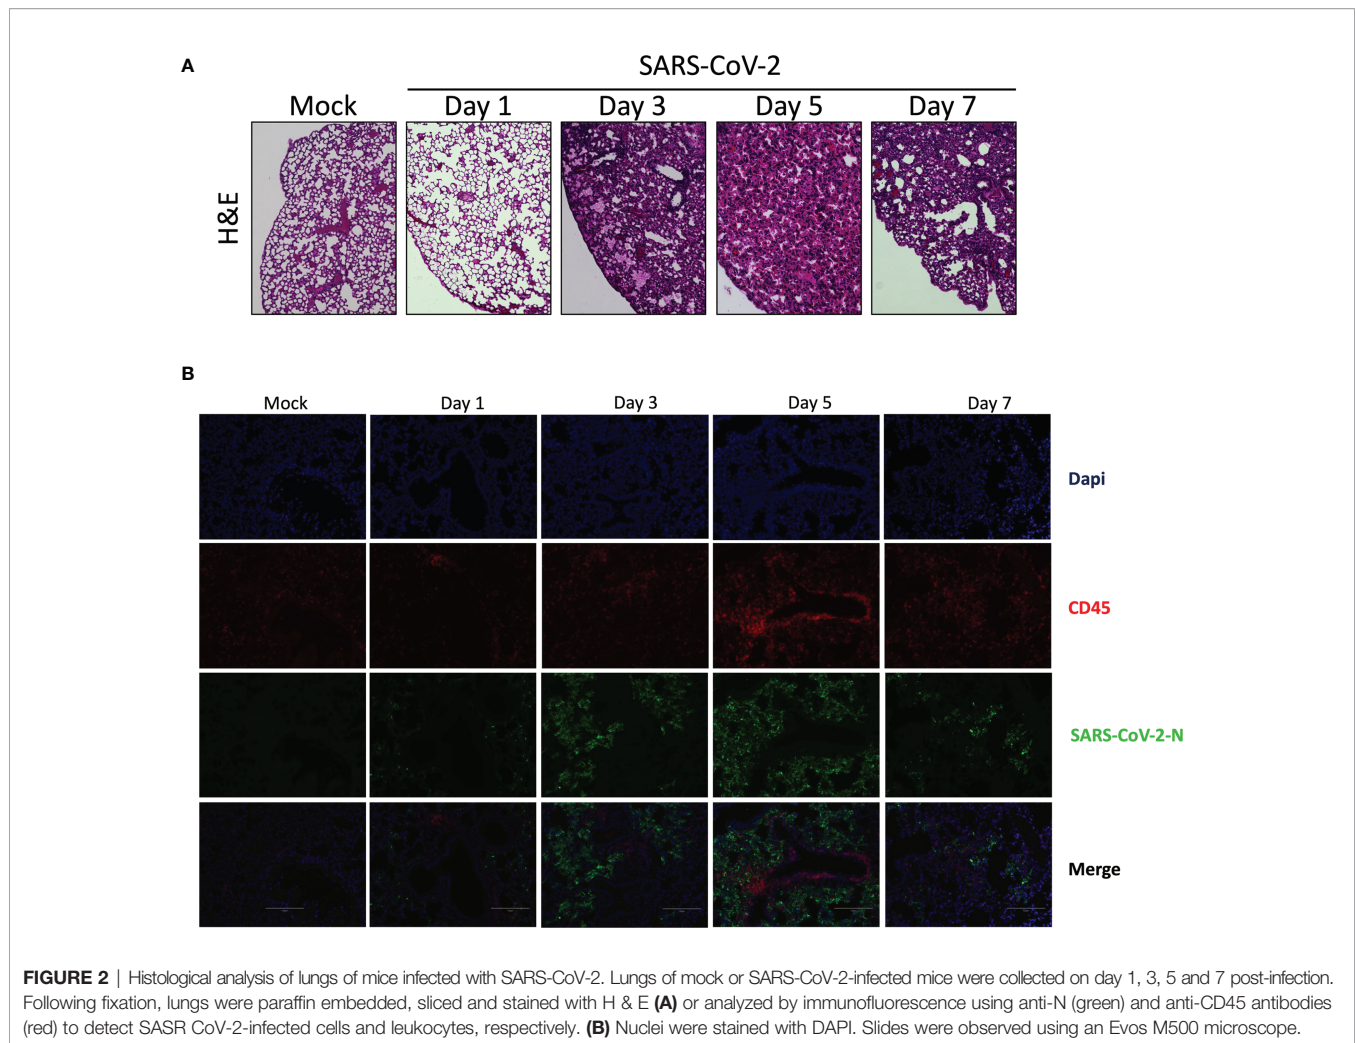 A
SARS-CoV-2
Mock Day 1 Day 3 Day 5 Day 7
H&E
B
Mock Day 1 Day 3 Day 5 Day 7
Dapi
CD45
SARS-CoV-2-N
Merge
FIGURE 2 | Histological analysis of lungs of mice infected with SARS-CoV-2. Lungs of mock or SARS-CoV-2-infected mice were collected on day 1, 3, 5 and 7 post-infection.
Following fixation, lungs were paraffin embedded, sliced and stained with H & E (A) or analyzed by immunofluorescence using anti-N (green) and anti-CD45 antibodies
(red) to detect SASR CoV-2-infected cells and leukocytes, respectively. (B) Nuclei were stained with DAPI. Slides were observed using an Evos M500 microscope.